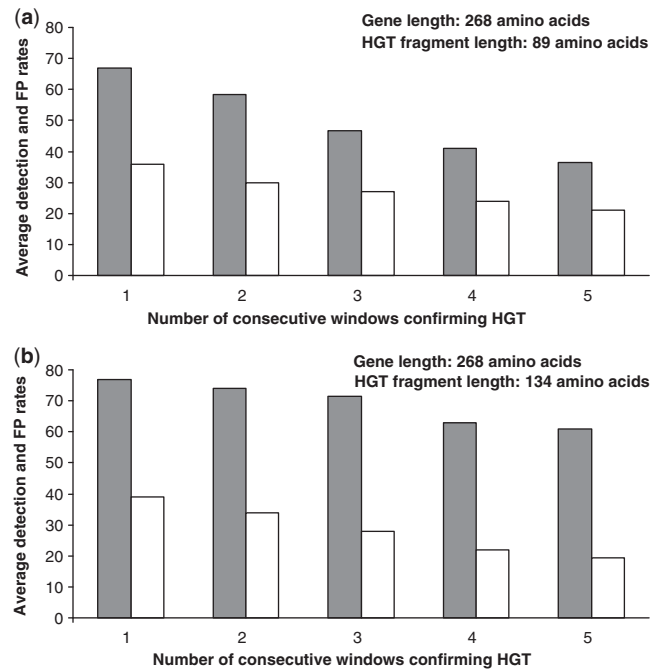 (a)
Gene length: 268 amino acids
HGT fragment length: 89 amino acids
Average detection and FP rates
80
70
60
50
40
30
20
10
0
1 2 3 4 5
Number of consecutive windows confirming HGT
(b)
Gene length: 268 amino acids
HGT fragment length: 134 amino acids
Average detection and FP rates
80
70
60
50
40
30
20
10
0
1 2 3 4 5
Number of consecutive windows confirming HGT